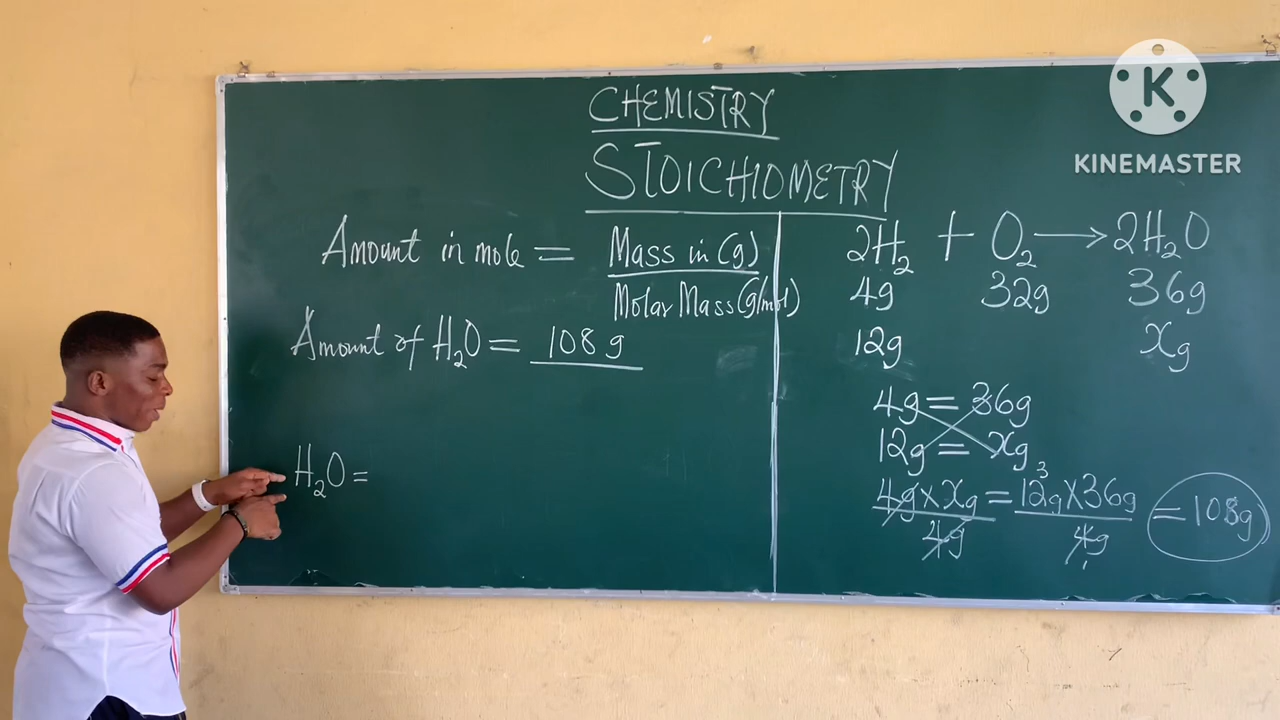 CHEMISTRY
STOICHIOMETRY
Amount in mole = Mass in (g)
Molar Mass (g/mol)
Amount of H₂O = 108 g
H₂O =
2H₂ + O₂ → 2H₂O
4g 32g 36g
12g xg
4g = 36g
12g = xg
4g x xg = 12g x 36g = 108g
3
4g 4g
1
K
KINEMASTER